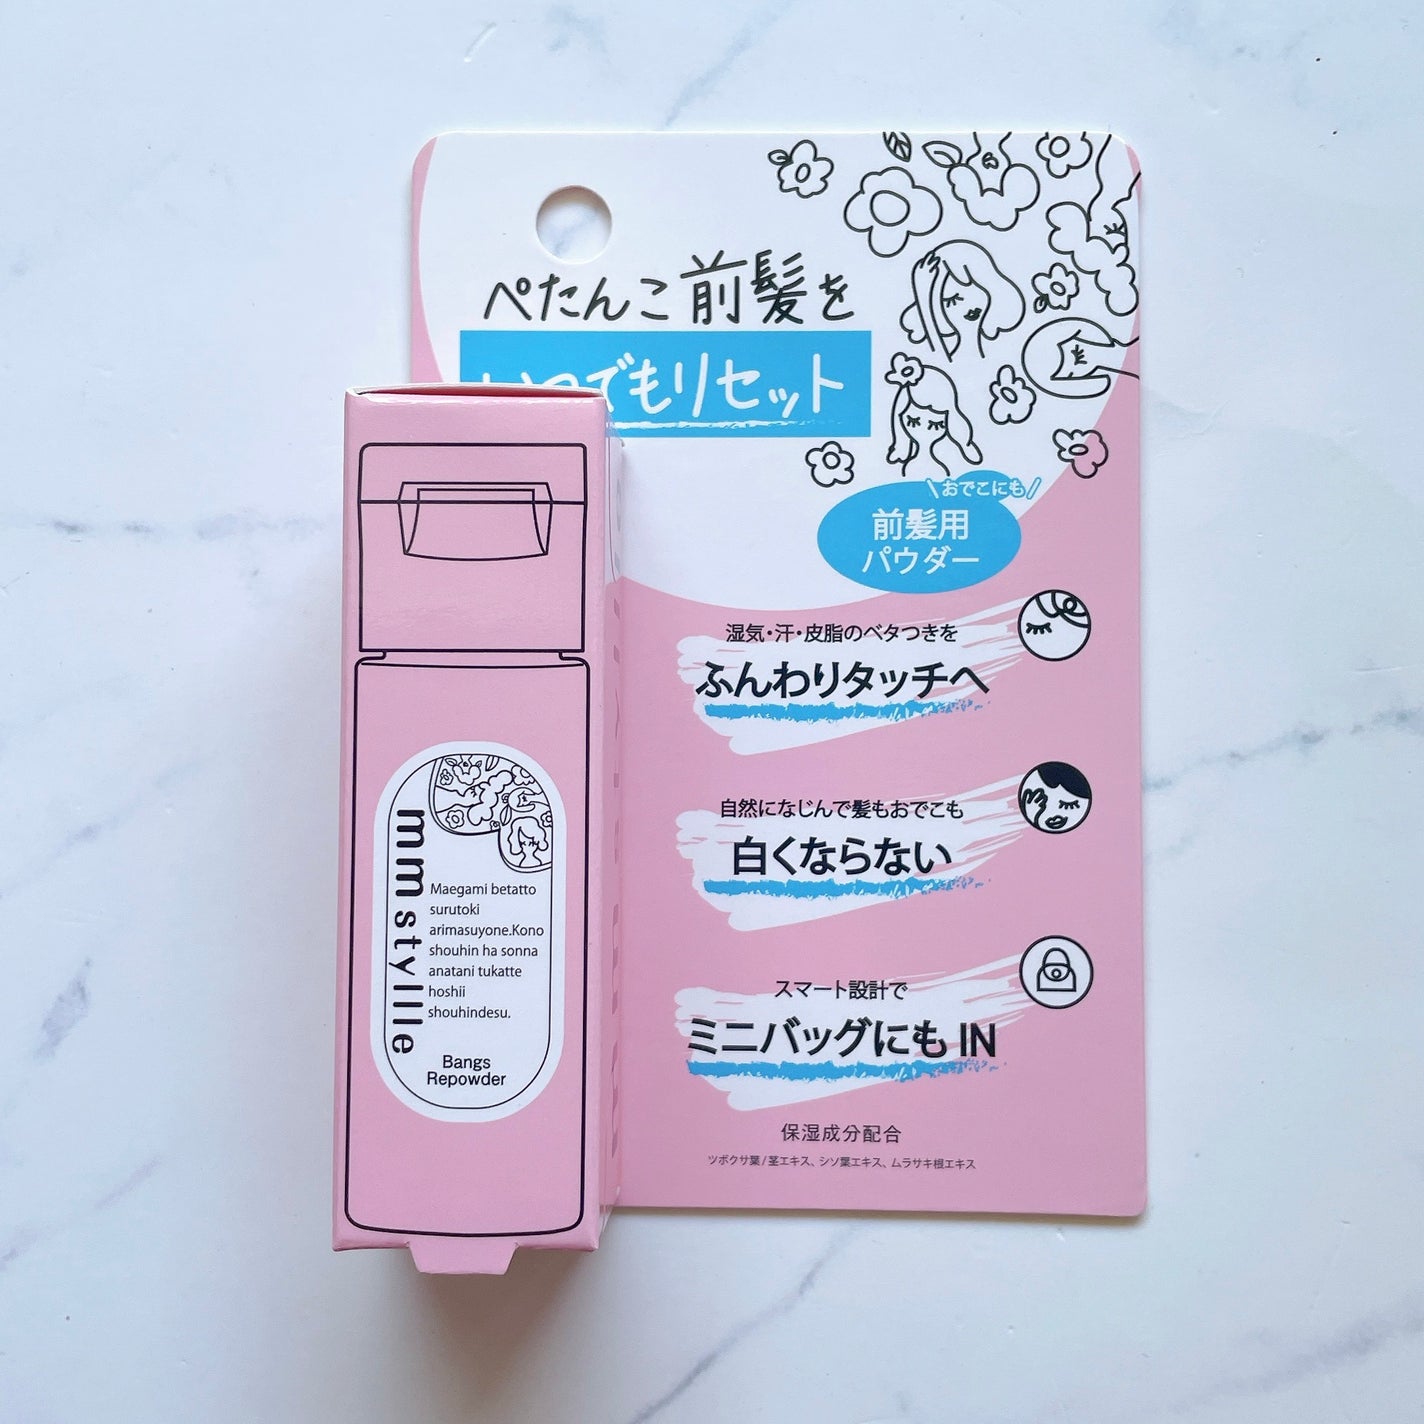 ぺたんこ前髪を
いつでもリセット
\おでこにも/
前髪用
パウダー
湿気・汗・皮脂のベタつきを
ふんわりタッチへ
自然になじんで髪もおでこも
白くならない
スマート設計で
ミニバッグにも IN
保湿成分配合
ツボクサ葉/茎エキス、シソ葉エキス、ムラサキ根エキス
mm styllle
Maegami betatto
surutoki
arimasuyone.Kono
shouhin ha sonna
anatani tukatte
hoshii
shouhindesu.
Bangs
Repowder